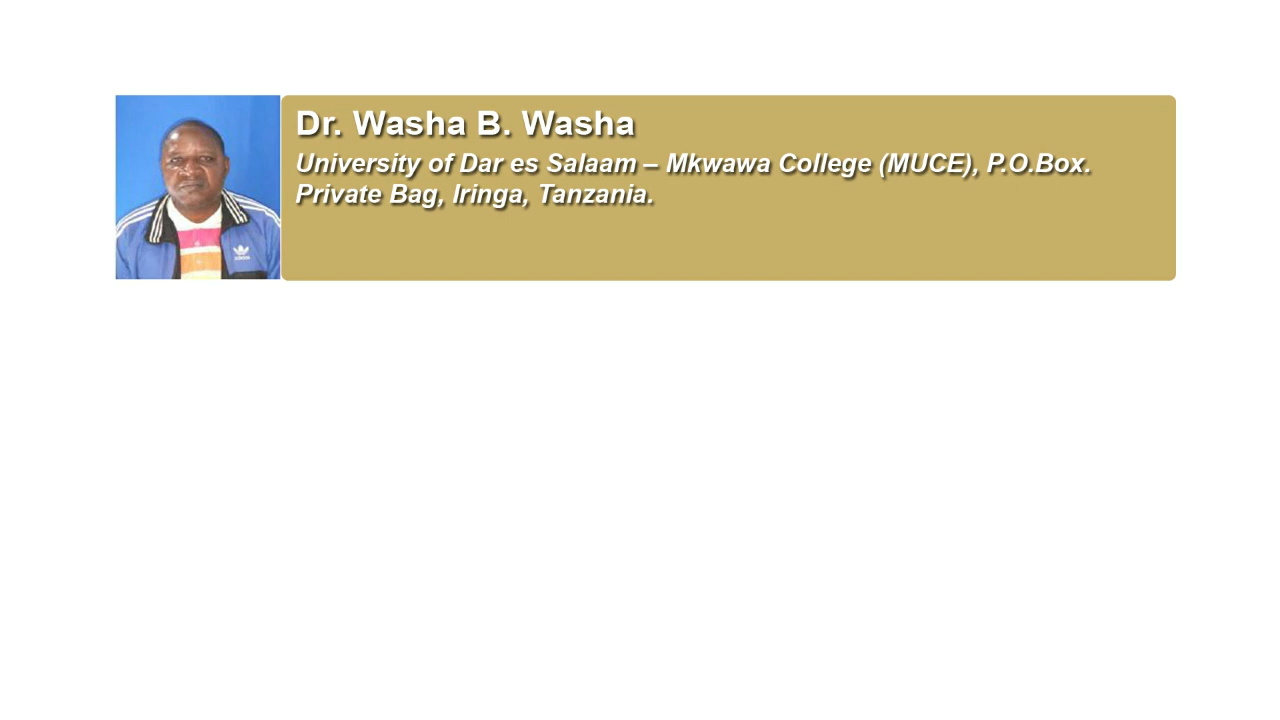 Dr. Washa B. Washa
University of Dar es Salaam – Mkwawa College (MUCE), P.O.Box.
Private Bag, Iringa, Tanzania.